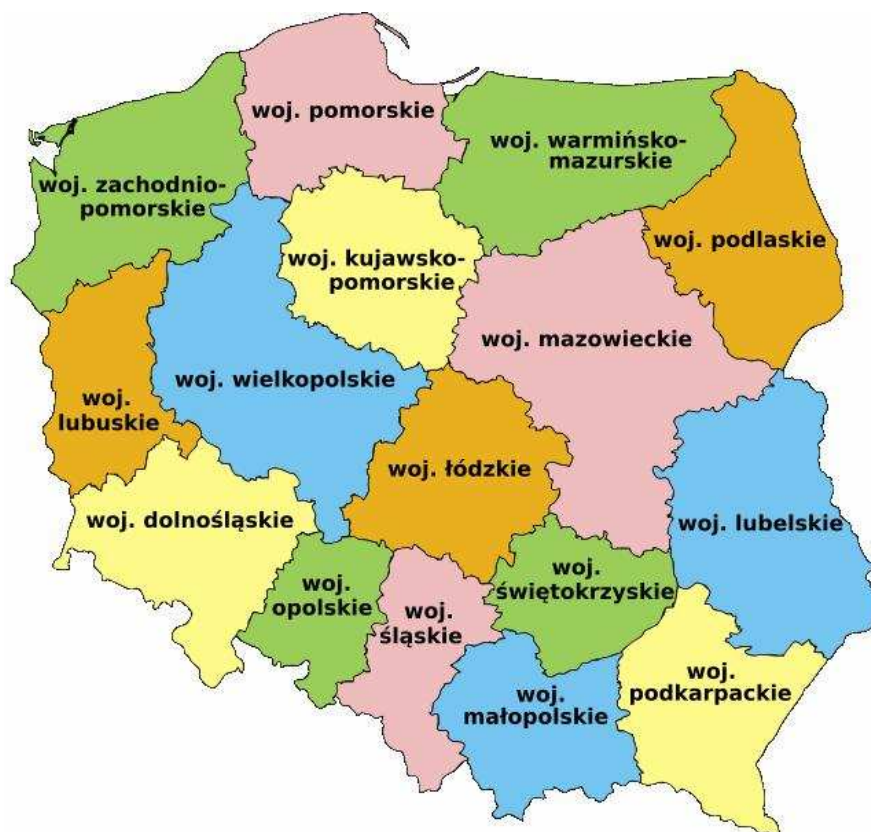 woj. pomorskie
woj. warmińsko-
mazurskie
woj. zachodnio-
pomorskie
woj. podlaskie
woj. kujawsko-
pomorskie
woj. mazowieckie
woj. wielkopolskie
woj.
lubuskie
woj. łódzkie
woj. dolnośląskie
woj. lubelskie
woj.
opolskie
woj.
świętokrzyskie
woj.
śląskie
woj.
podkarpackie
woj.
małopolskie